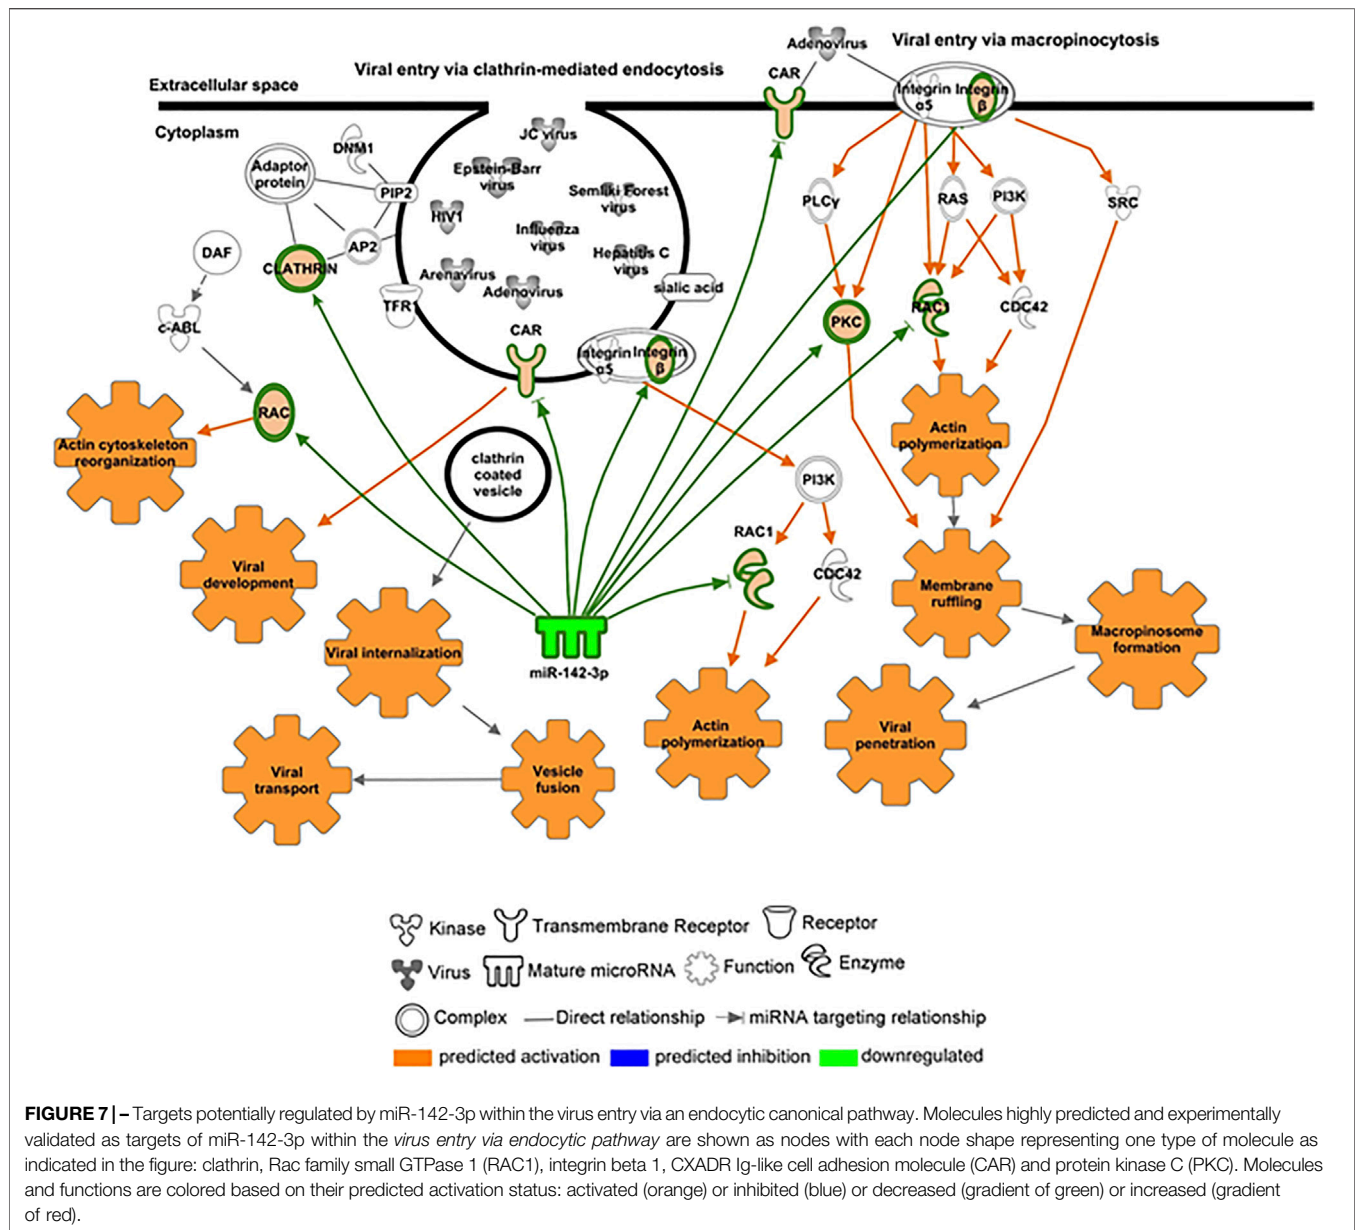 Adenovirus
Viral entry via macropinocytosis
Viral entry via clathrin-mediated endocytosis
CAR
Extracellular space
Integrin
α5
Integrin
β
Cytoplasm
JC virus
DNM1
Adaptor
protein
Epstein-Barr
virus
PIP2
Semliki Forest
virus
PLCγ
RAS
PI3K
SRC
HIV1
Influenza
virus
AP2
DAF
Hepatitis C
virus
CLATHRIN
Arenavirus
Adenovirus
sialic acid
TFR
RAC1
CDC42
c-ABL
PKC
CAR
Integrin
α5
Integrin
β
RAC
Actin cytoskeleton
reorganization
Actin
polymerization
clathrin
coated
vesicle
PI3K
RAC1
Viral
development
CDC42
Membrane
ruffling
Macropinosome
formation
Viral internalization
miR-142-3p
Actin
polymerization
Viral
penetration
Viral
transport
Vesicle
fusion
Kinase
Transmembrane Receptor
Receptor
Virus
Mature microRNA
Function
Enzyme
Complex
Direct relationship
miRNA targeting relationship
predicted activation
predicted inhibition
downregulated
FIGURE 7 | – Targets potentially regulated by miR-142-3p within the virus entry via an endocytic canonical pathway. Molecules highly predicted and experimentally
validated as targets of miR-142-3p within the virus entry via endocytic pathway are shown as nodes with each node shape representing one type of molecule as
indicated in the figure: clathrin, Rac family small GTPase 1 (RAC1), integrin beta 1, CXADR Ig-like cell adhesion molecule (CAR) and protein kinase C (PKC). Molecules
and functions are colored based on their predicted activation status: activated (orange) or inhibited (blue) or decreased (gradient of green) or increased (gradient
of red).